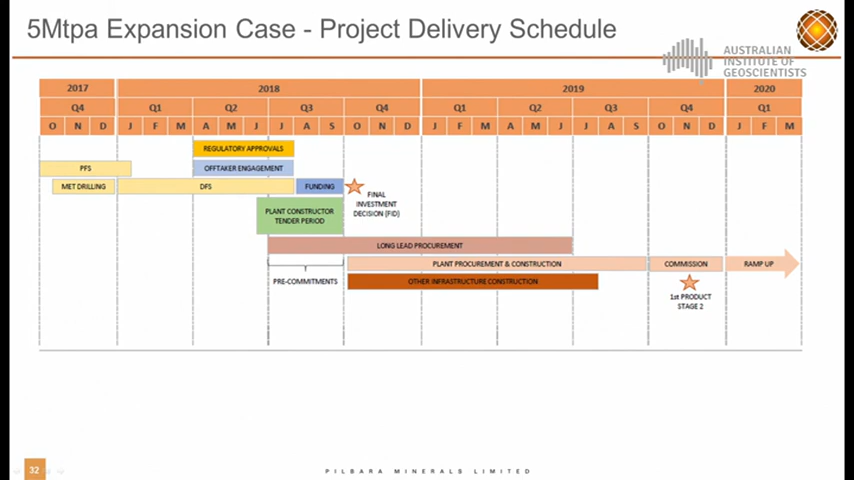 5Mtpa Expansion Case - Project Delivery Schedule
AUSTRALIAN
INSTITUTE OF
GEOSCIENTISTS
2017 2018 2019 2020
Q4 Q1 Q2 Q3 Q4 Q1 Q2 Q3 Q4 Q1
O N D J F M A M J J A S O N D J F M A M J J A S O N D J F M
REGULATORY APPROVALS
PFS OFFTAKER ENGAGEMENT
MET DRILLING DFS FUNDING
FINAL
INVESTMENT
DECISION (FID)
PLANT CONSTRUCTOR
TENDER PERIOD
LONG LEAD PROCUREMENT
PLANT PROCUREMENT & CONSTRUCTION COMMISSION RAMP UP
PRE-COMMITMENTS OTHER INFRASTRUCTURE CONSTRUCTION
1st PRODUCT
STAGE 2
32 PILBARA MINERALS LIMITED